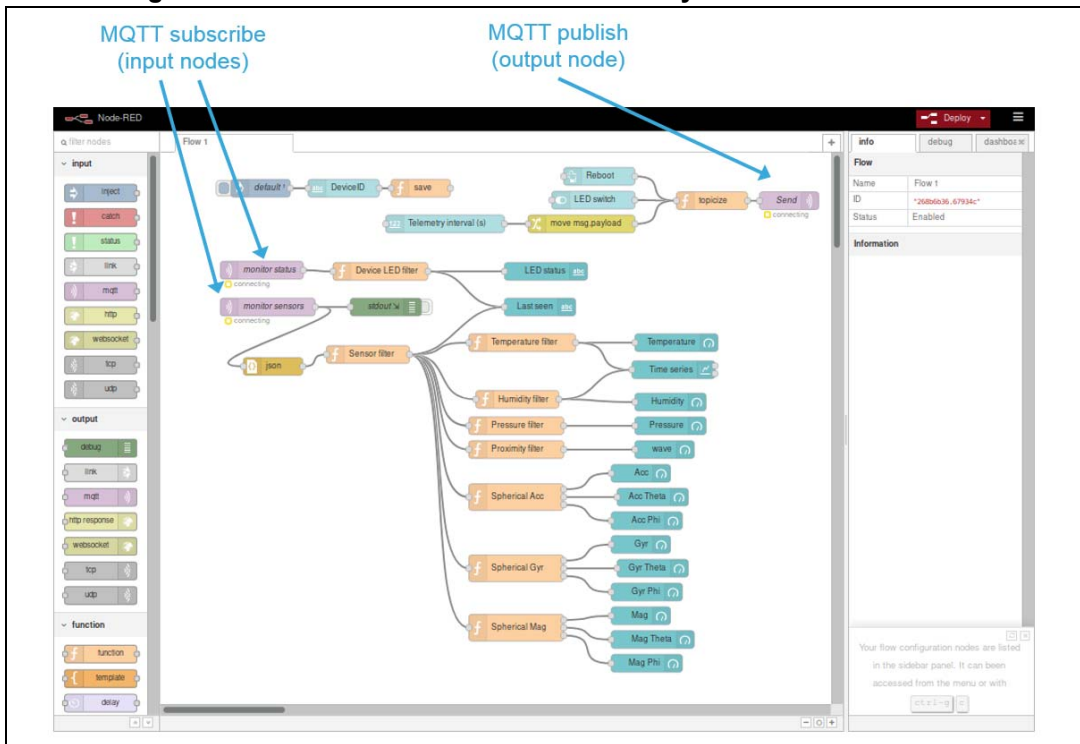 MQTT subscribe
(input nodes)
MQTT publish
(output node)
Node-RED
Deploy
filter nodes
Flow 1
info
debug
dashboa
input
inject
catch
status
link
mqtt
http
websocket
tcp
udp
output
debug
link
mqtt
http response
websocket
tcp
udp
function
function
template
delay
default
DeviceID
save
Reboot
LED switch
Telemetry interval (s)
move msg.payload
topicize
Send
connecting
monitor status
connecting
Device LED filter
LED status
monitor sensors
connecting
stdout
Last seen
json
Sensor filter
Temperature filter
Temperature
Time series
Humidity filter
Humidity
Pressure filter
Pressure
Proximity filter
wave
Spherical Acc
Acc
Acc Theta
Acc Phi
Spherical Gyr
Gyr
Gyr Theta
Gyr Phi
Spherical Mag
Mag
Mag Theta
Mag Phi
Flow
Name Flow 1
ID "268b6b36.67934c"
Status Enabled
Information
Your flow configuration nodes are listed
in the sidebar panel. It can been
accessed from the menu or with
ctrl-g c